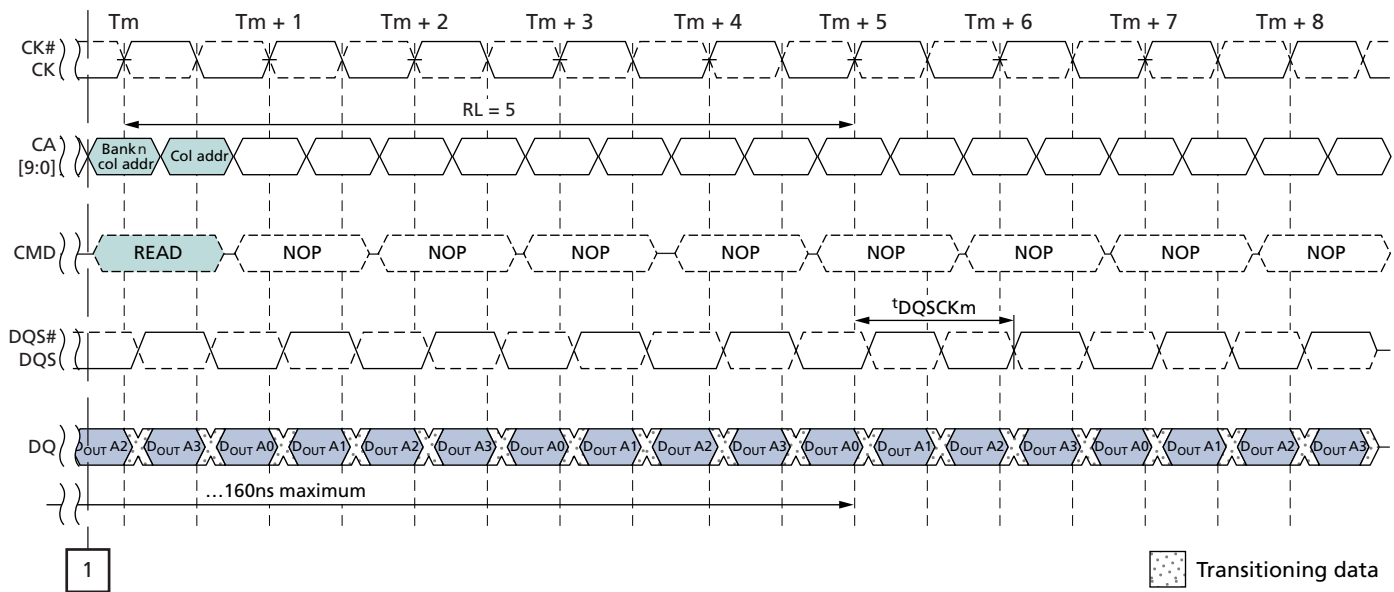 Tm Tm + 1 Tm + 2 Tm + 3 Tm + 4 Tm + 5 Tm + 6 Tm + 7 Tm + 8
CK#
CK
RL = 5
CA
[9:0]
Bank n
col addr
Col addr
CMD READ NOP NOP NOP NOP NOP NOP NOP NOP
tDQSCKm
DQS#
DQS
DQ DOUT A2 DOUT A3 DOUT A0 DOUT A1 DOUT A2 DOUT A3 DOUT A0 DOUT A1 DOUT A2 DOUT A3 DOUT A0 DOUT A1 DOUT A2 DOUT A3 DOUT A0 DOUT A1 DOUT A2 DOUT A3
…160ns maximum
1
Transitioning data